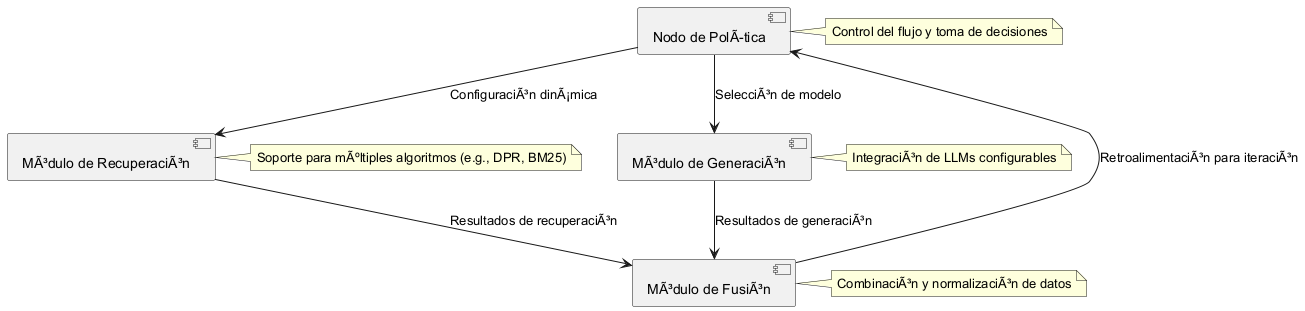 Nodo de PolÃ-tica
Control del flujo y toma de decisiones
ConfiguraciÃ³n dinÃ¡mica
SelecciÃ³n de modelo
MÃ³dulo de RecuperaciÃ³n
Soporte para mÃºltiples algoritmos (e.g., DPR, BM25)
MÃ³dulo de GeneraciÃ³n
IntegraciÃ³n de LLMs configurables
RetroalimentaciÃ³n para iteraciÃ³n
Resultados de recuperaciÃ³n
Resultados de generaciÃ³n
MÃ³dulo de FusiÃ³n
CombinaciÃ³n y normalizaciÃ³n de datos